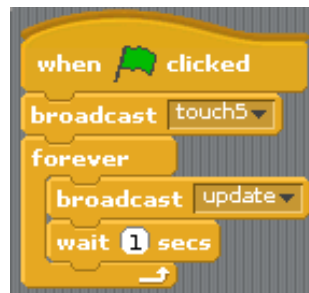 when clicked
broadcast touch5
forever
broadcast update
wait 1 secs